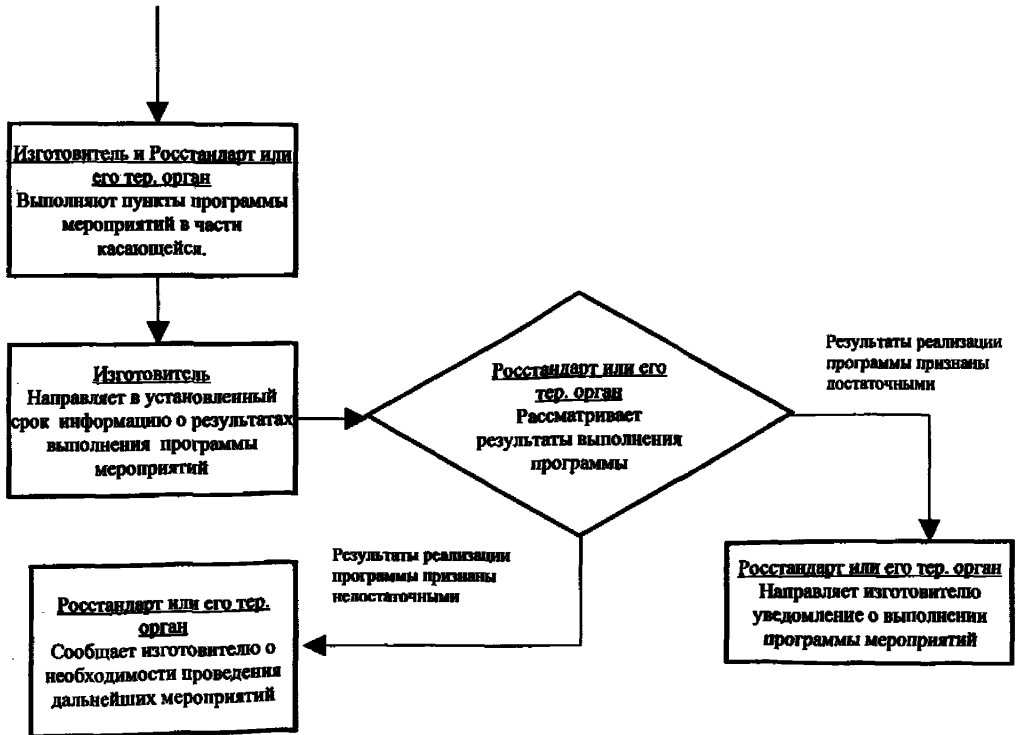 Изготовитель и Росстандарт или
его тер. орган
Выполняют пункты программы
мероприятий в части
касающейся.
Изготовитель
Направляет в установленный
срок информацию о результатах
выполнения программы
мероприятий
Росстандарт или его
тер. орган
Рассматривает
результаты выполнения
программы
Результаты реализации
программы признаны
достаточными
Результаты реализации
программы признаны
недостаточными
Росстандарт или его тер.
орган
Сообщает изготовителю о
необходимости проведения
дальнейших мероприятий
Росстандарт или его тер. орган
Направляет изготовителю
уведомление о выполнении
программы мероприятий